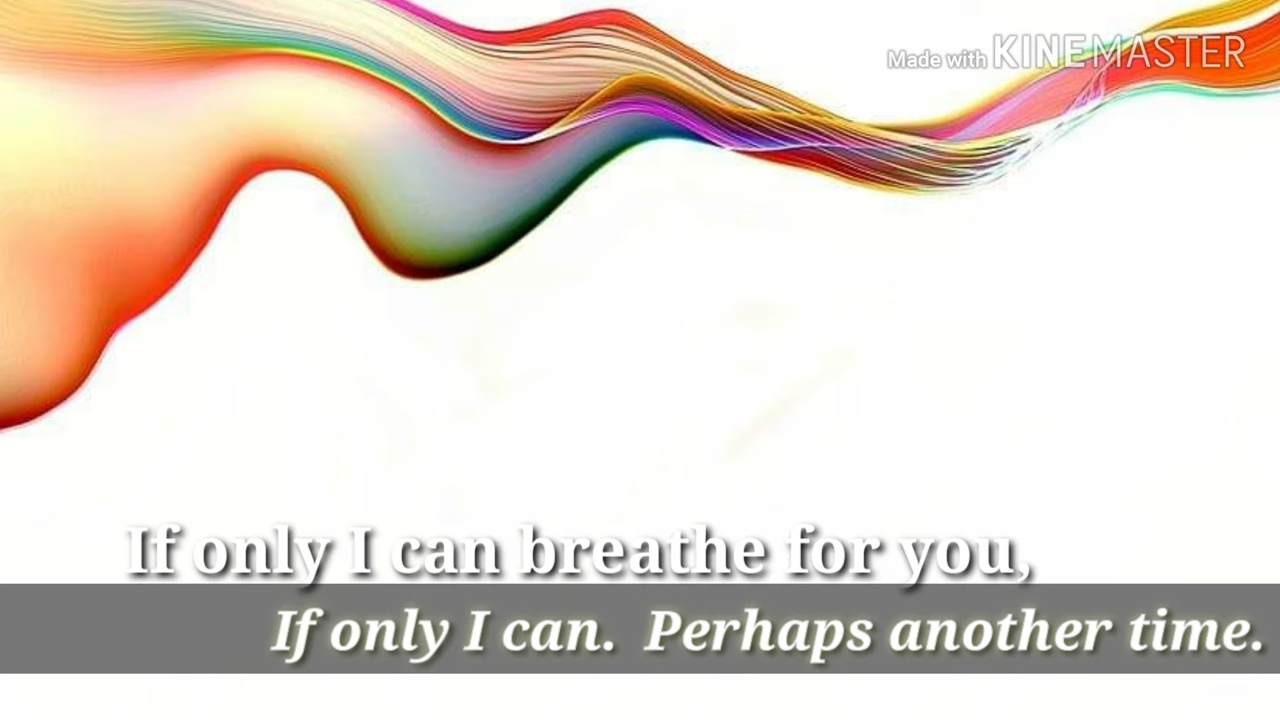 Made with KINEMASTER
If only I can breathe for you,
If only I can. Perhaps another time.